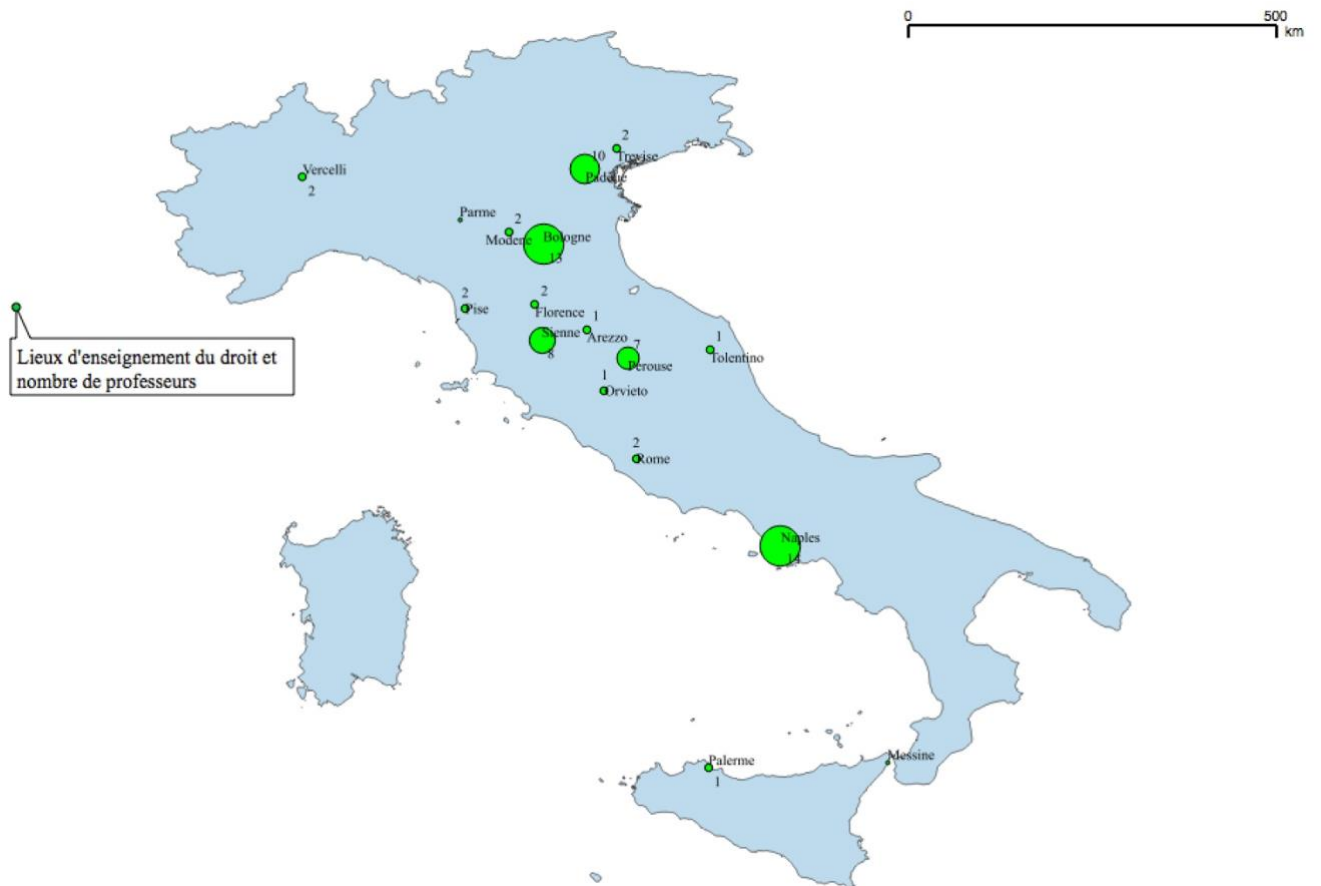 0
500
km
2
Trevise
10
Padoue
Vercelli
2
Parme
2
Modene
Bologne
13
2
Pise
2
Florence
1
Arezzo
Sienne
8
7
Perouse
1
Tolentino
1
Orvieto
Lieux d'enseignement du droit et
nombre de professeurs
2
Rome
Naples
14
Messine
Palerme
1